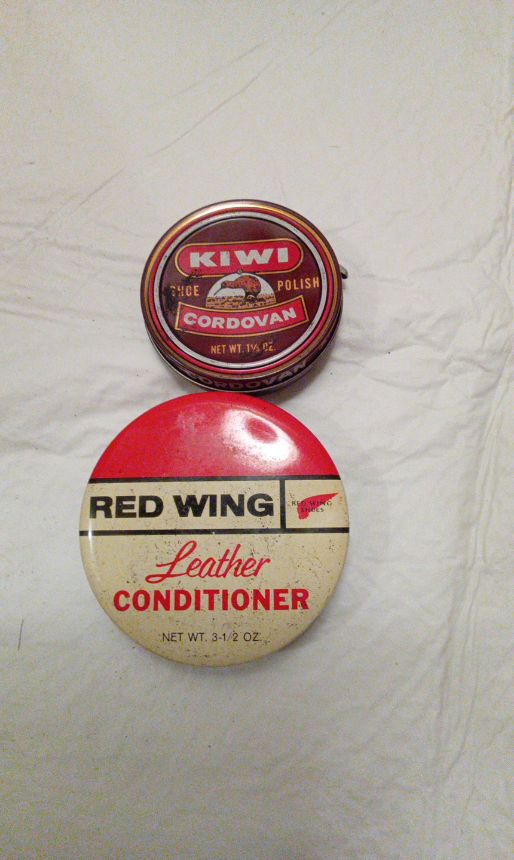 KIWI
SHOE POLISH
CORDOVAN
NET WT. 1⅛ OZ.
CORDOVAN
RED WING
RED WING
SHOES
Leather
CONDITIONER
NET WT. 3-1/2 OZ.